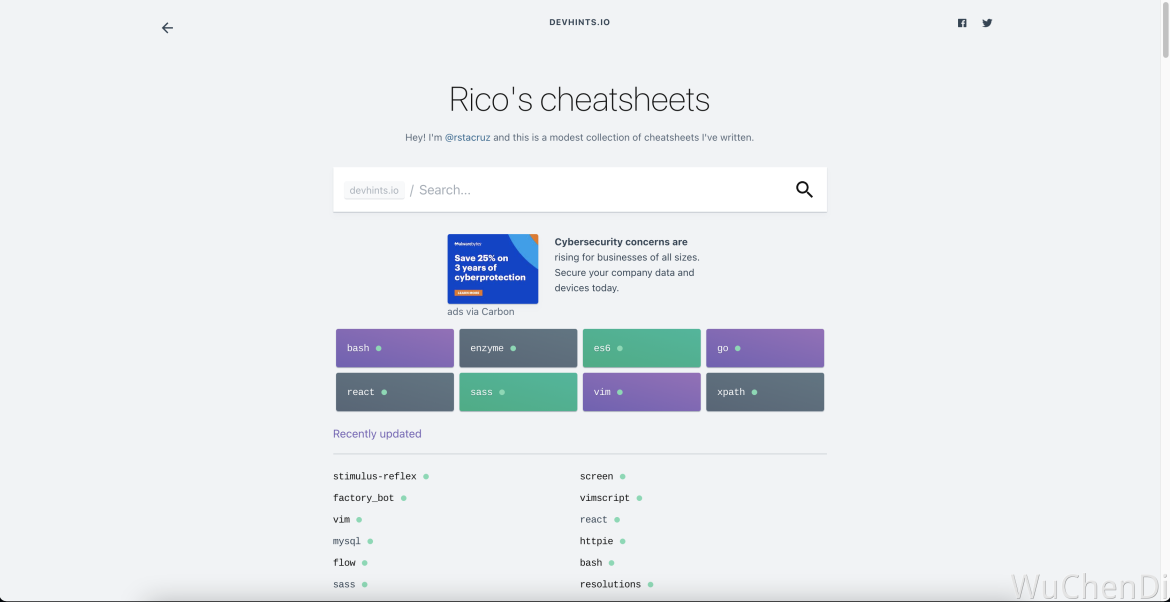 DEVHINTS.IO
Rico's cheatsheets
Hey! I'm @rstacruz and this is a modest collection of cheatsheets I've written.
devhints.io / Search...
Malwarebytes
Save 25% on
3 years of
cyberprotection
LEARN MORE
Cybersecurity concerns are
rising for businesses of all sizes.
Secure your company data and
devices today.
ads via Carbon
bash enzyme es6 go
react sass vim xpath
Recently updated
stimulus-reflex screen
factory_bot vimscript
vim react
mysql httpie
flow bash
sass resolutions
WuChenDi